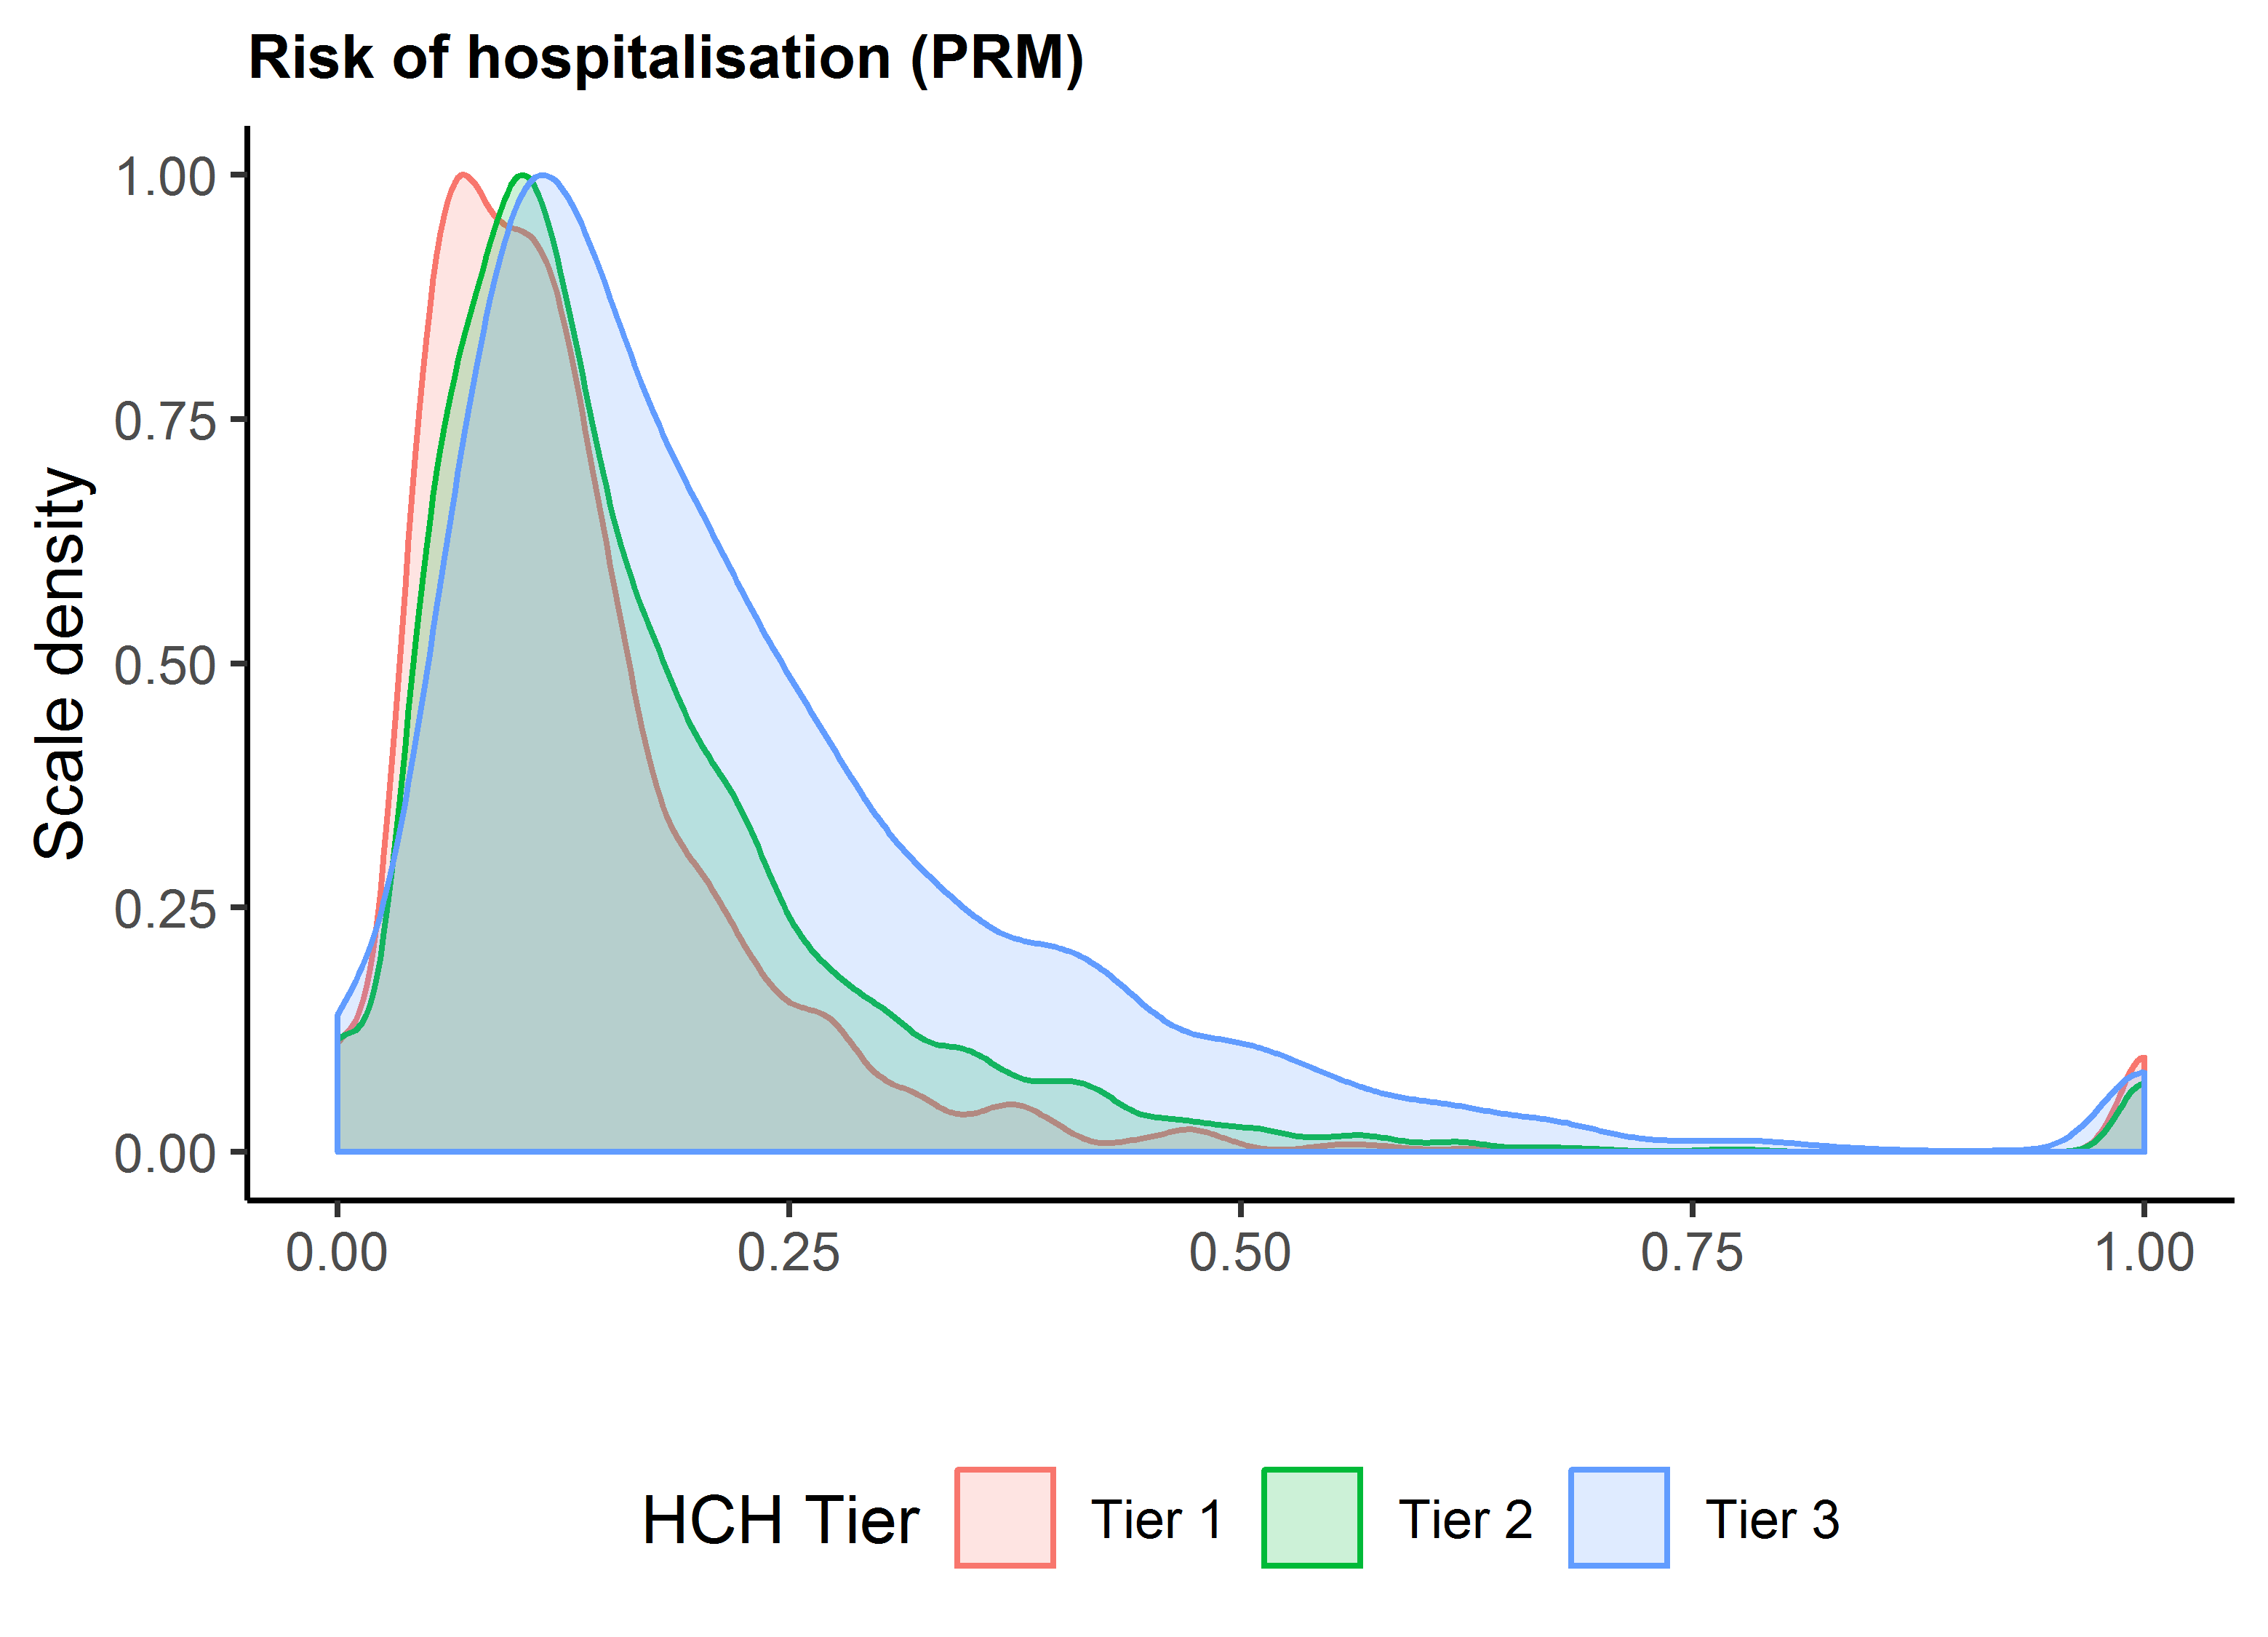 Risk of hospitalisation (PRM)
Scale density
1.00
0.75
0.50
0.25
0.00
0.00 0.25 0.50 0.75 1.00
HCH Tier Tier 1 Tier 2 Tier 3